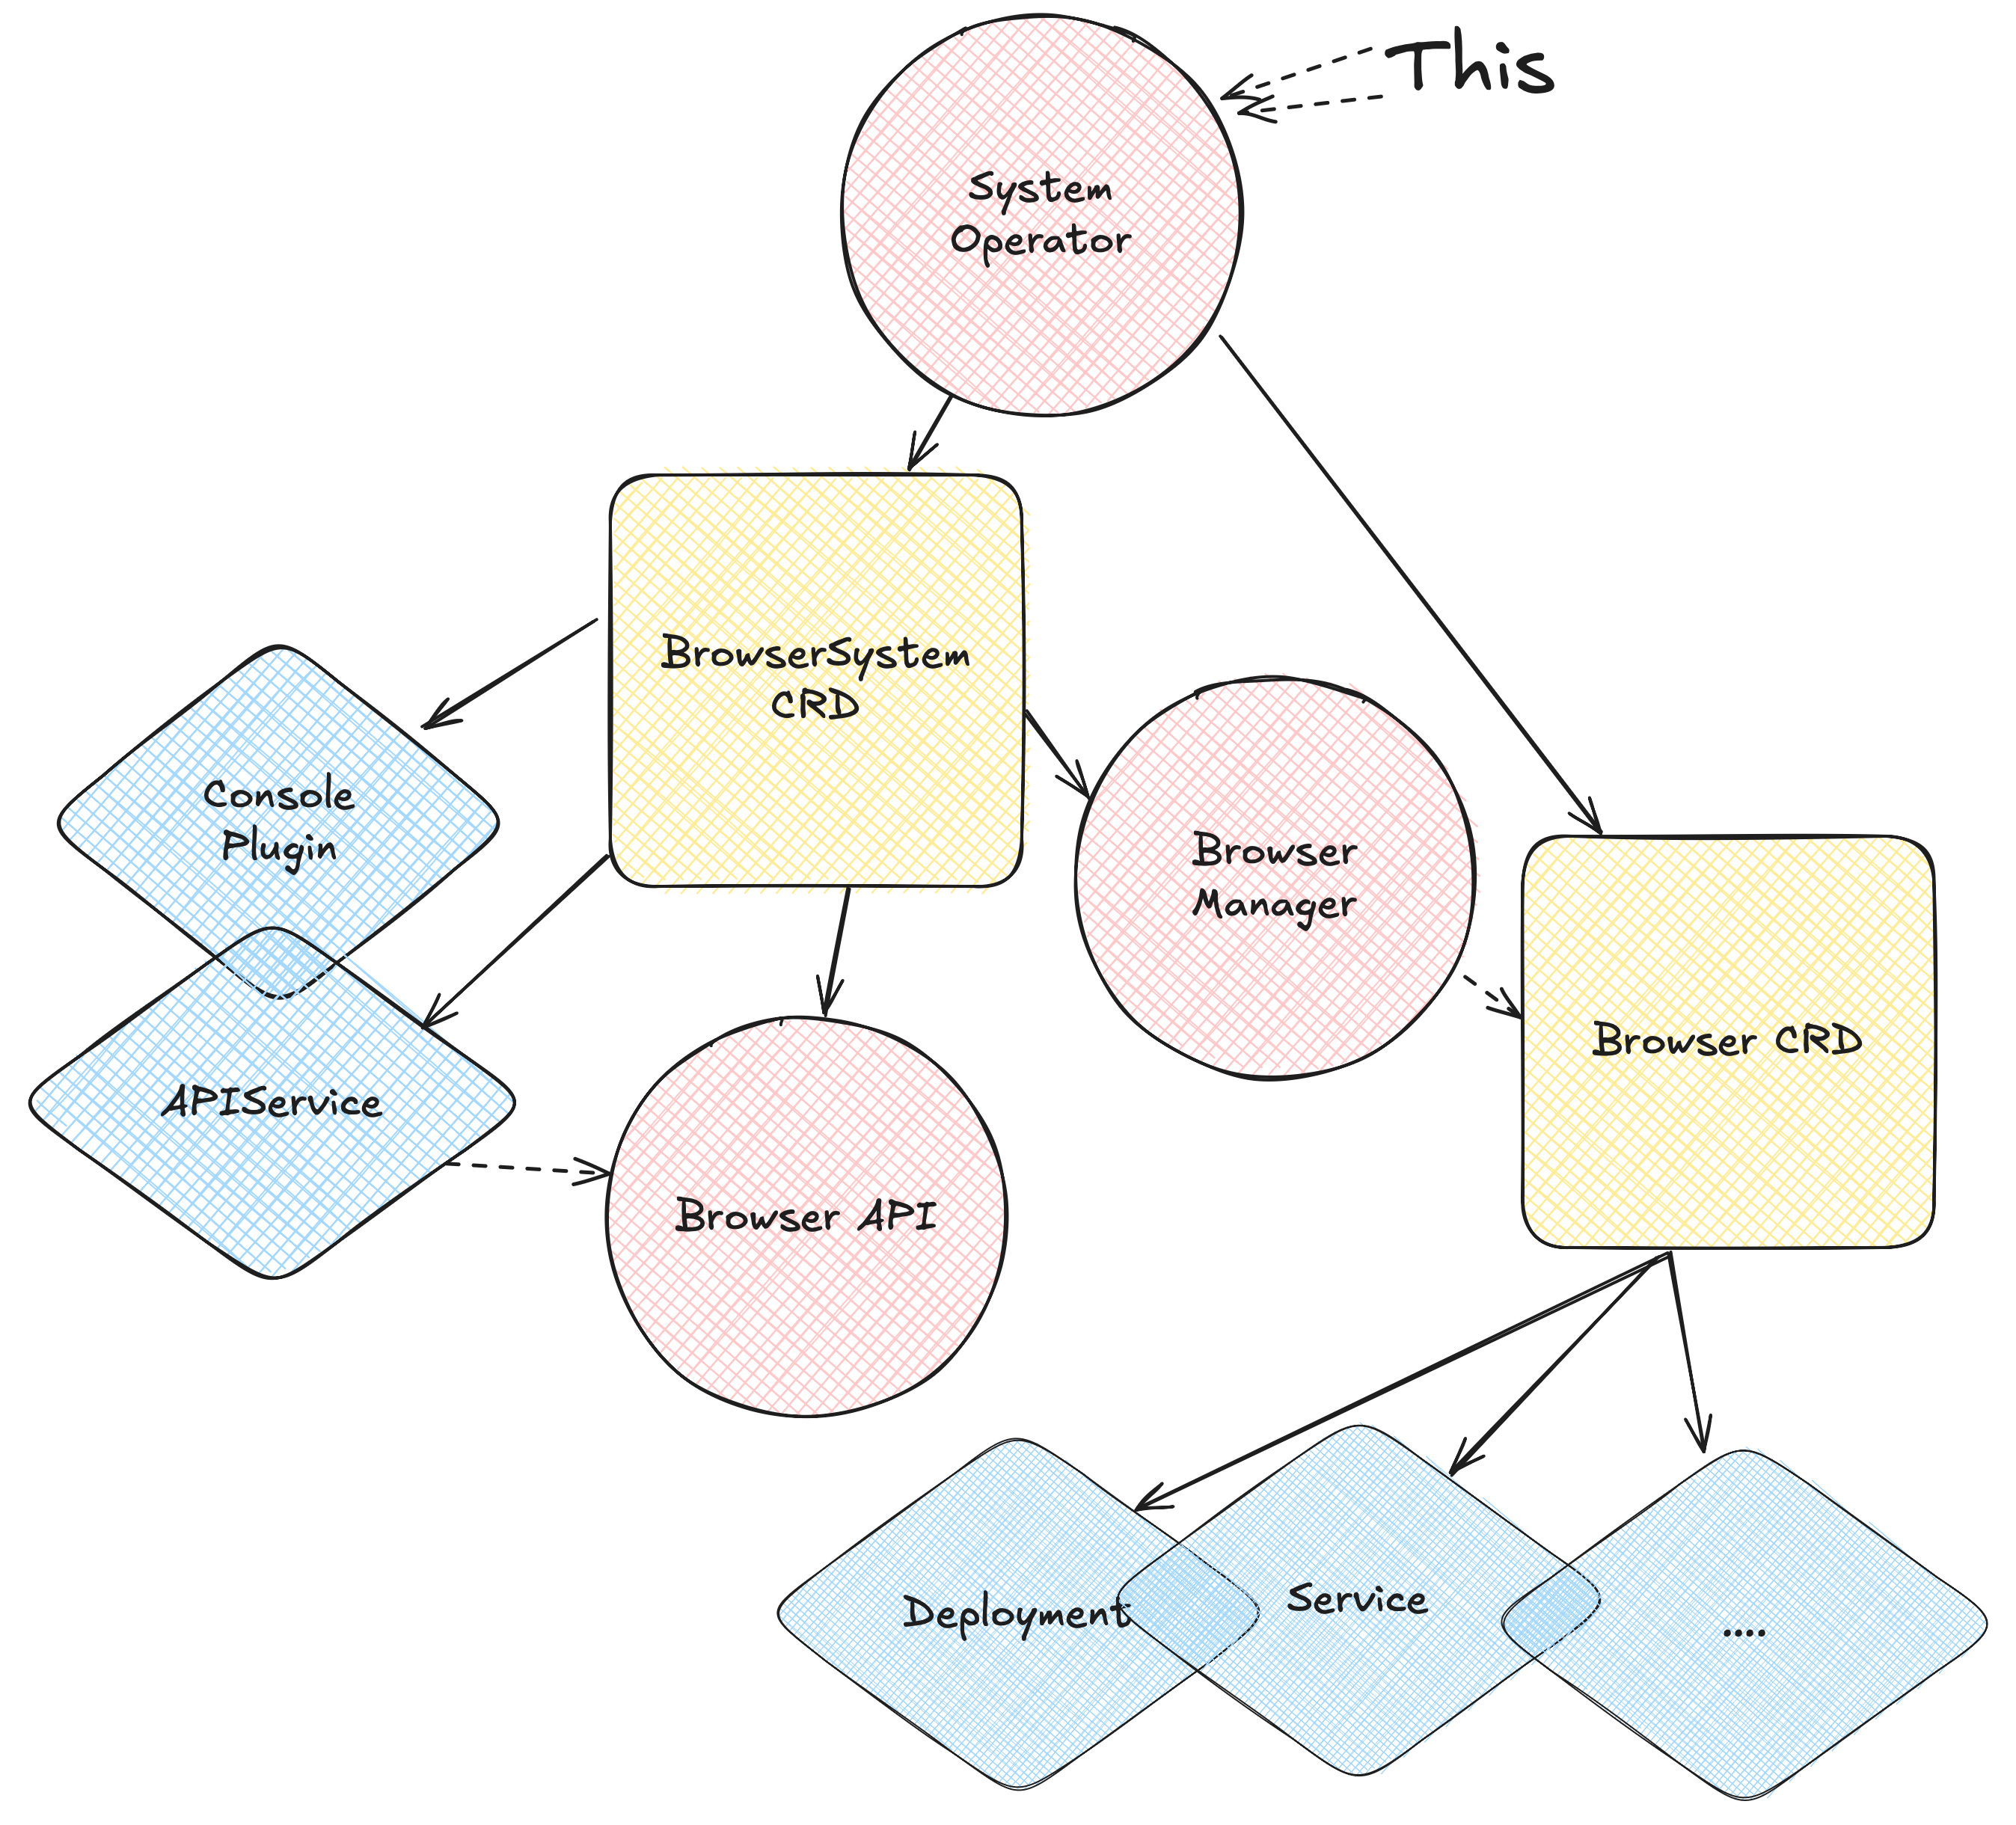 This
System
Operator
BrowserSystem
CRD
Console
Plugin
Browser
Manager
Browser CRD
APIService
Browser API
Deployment
Service
....